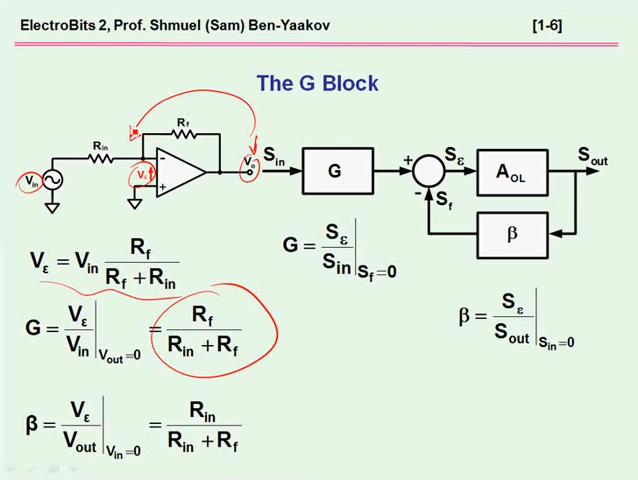 ElectroBits 2, Prof. Shmuel (Sam) Ben-Yaakov [1-6]
The G Block
Rf
Rin
Vin
Vε
-
+
Vo
Sin
G
+
Sε
AOL
Sout
-
Sf
β
Vε = Vin Rf / (Rf + Rin)
G = Sε / Sin | Sf=0
G = Vε / Vin | Vout=0 = Rf / (Rin + Rf)
β = Sε / Sout | Sin=0
β = Vε / Vout | Vin=0 = Rin / (Rin + Rf)